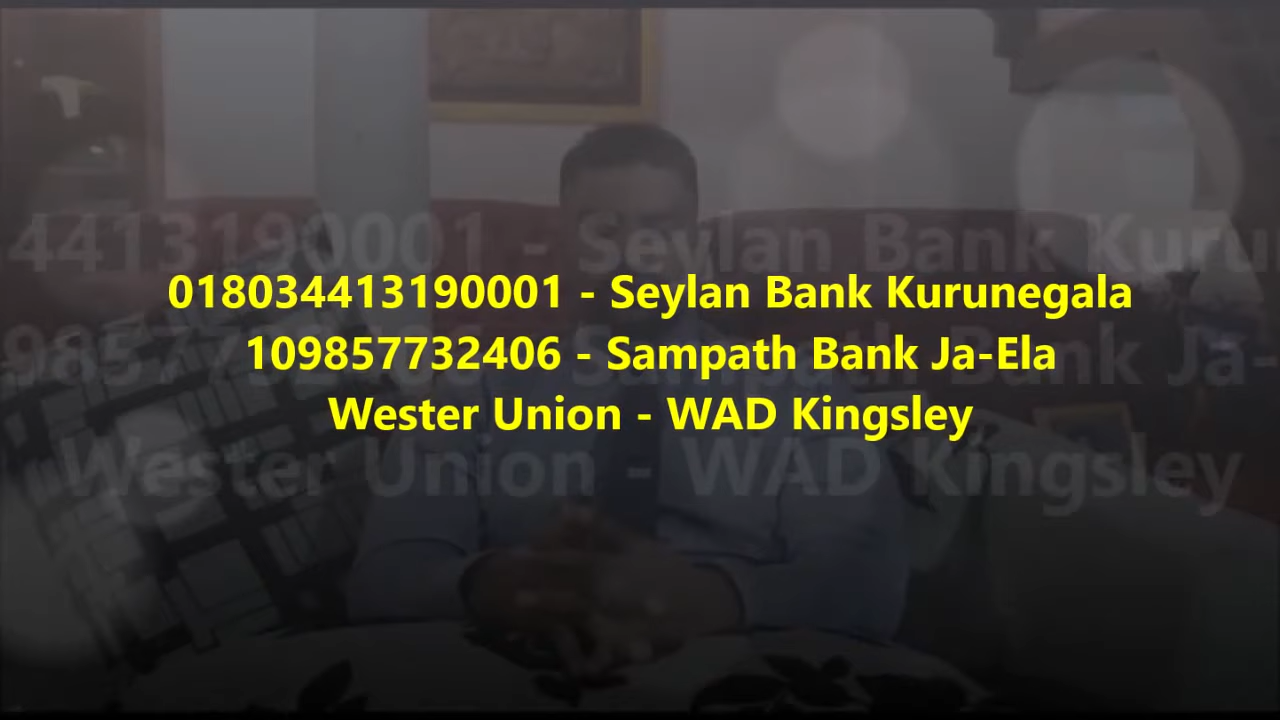 018034413190001 - Seylan Bank Kurunegala
109857732406 - Sampath Bank Ja-Ela
Wester Union - WAD Kingsley